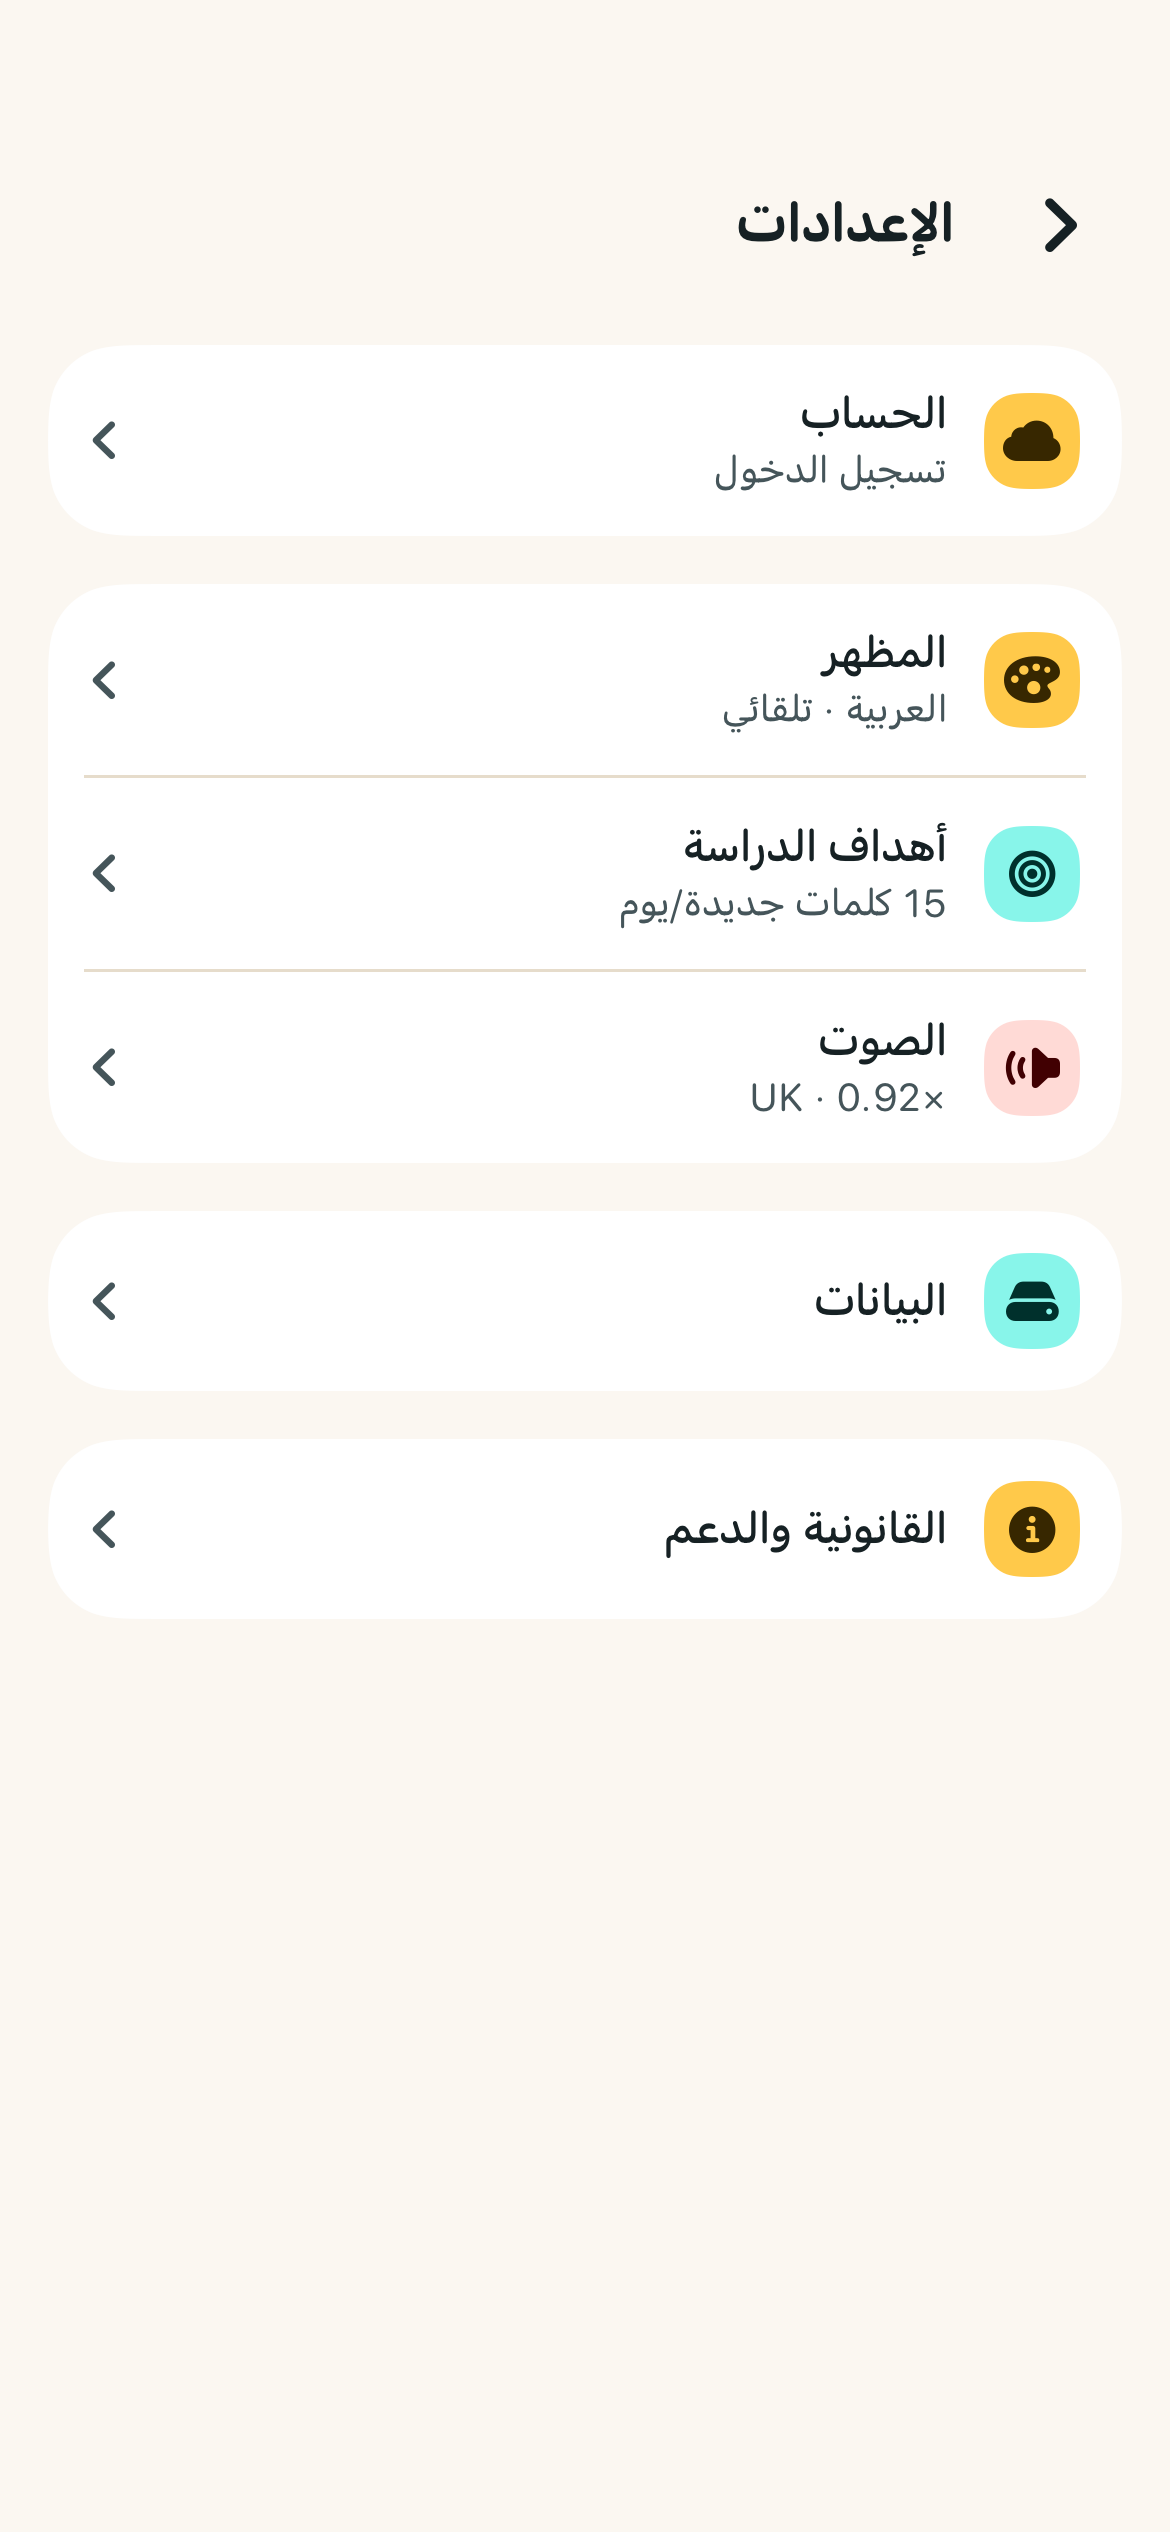 الإعدادات
الحساب
تسجيل الدخول
المظهر
العربية · تلقائي
أهداف الدراسة
15 كلمات جديدة/يوم
الصوت
UK · 0.92×
البيانات
القانونية والدعم